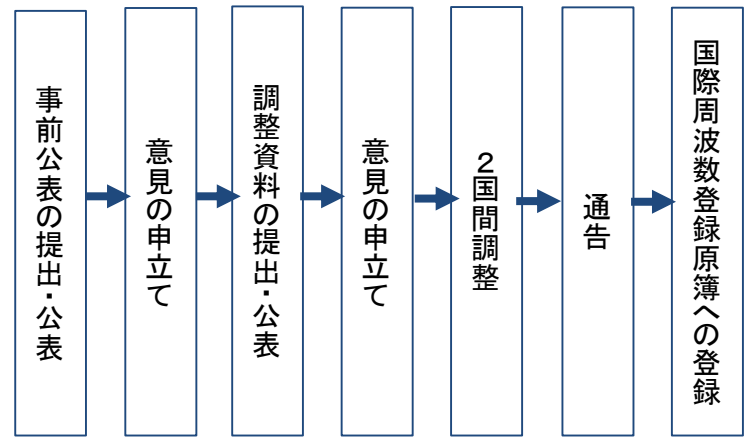 事前公表の提出・公表
意見の申立て
調整資料の提出・公表
意見の申立て
２国間調整
通告
国際周波数登録原簿への登録